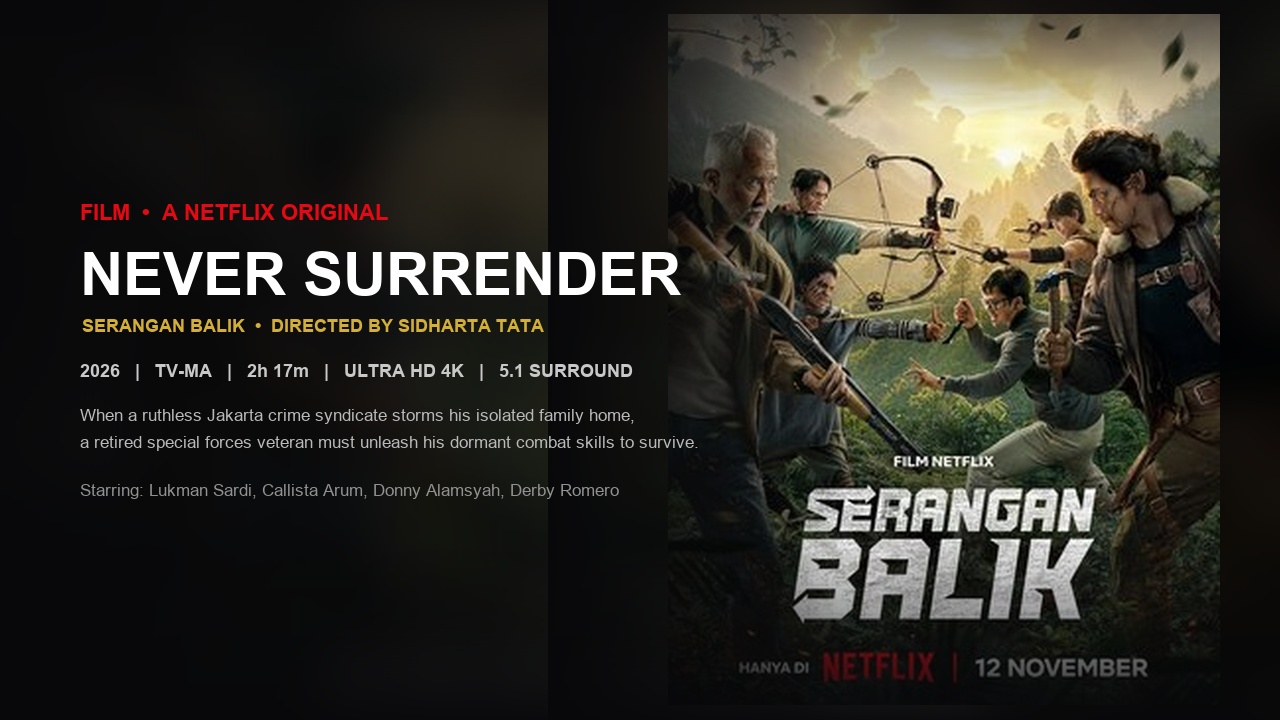 FILM • A NETFLIX ORIGINAL
NEVER SURRENDER
SERANGAN BALIK • DIRECTED BY SIDHARTA TATA
2026 | TV-MA | 2h 17m | ULTRA HD 4K | 5.1 SURROUND
When a ruthless Jakarta crime syndicate storms his isolated family home,
a retired special forces veteran must unleash his dormant combat skills to survive.
Starring: Lukman Sardi, Callista Arum, Donny Alamsyah, Derby Romero
FILM NETFLIX
SERANGAN
BALIK
HANYA DI NETFLIX | 12 NOVEMBER